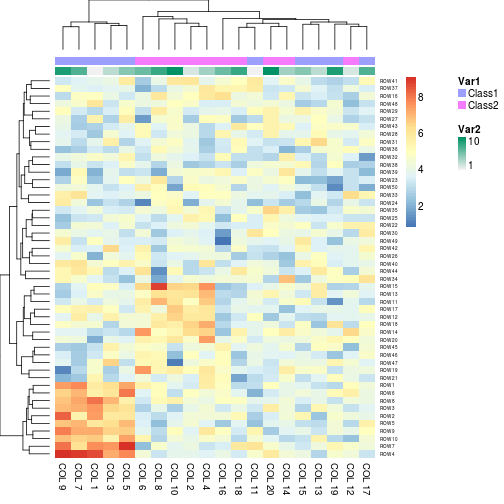 ROW41
ROW37
ROW16
ROW48
ROW29
ROW27
ROW43
ROW28
ROW31
ROW36
ROW32
ROW38
ROW39
ROW23
ROW50
ROW33
ROW24
ROW35
ROW25
ROW22
ROW30
ROW49
ROW42
ROW26
ROW40
ROW44
ROW34
ROW15
ROW13
ROW11
ROW17
ROW12
ROW18
ROW14
ROW20
ROW45
ROW46
ROW47
ROW19
ROW21
ROW1
ROW6
ROW8
ROW3
ROW2
ROW5
ROW9
ROW10
ROW7
ROW4
8
6
4
2
Var1
Class1
Class2
Var2
10
1
COL 9
COL 7
COL 1
COL 3
COL 5
COL 6
COL 8
COL 10
COL 2
COL 4
COL 16
COL 18
COL 11
COL 20
COL 14
COL 15
COL 13
COL 19
COL 12
COL 17